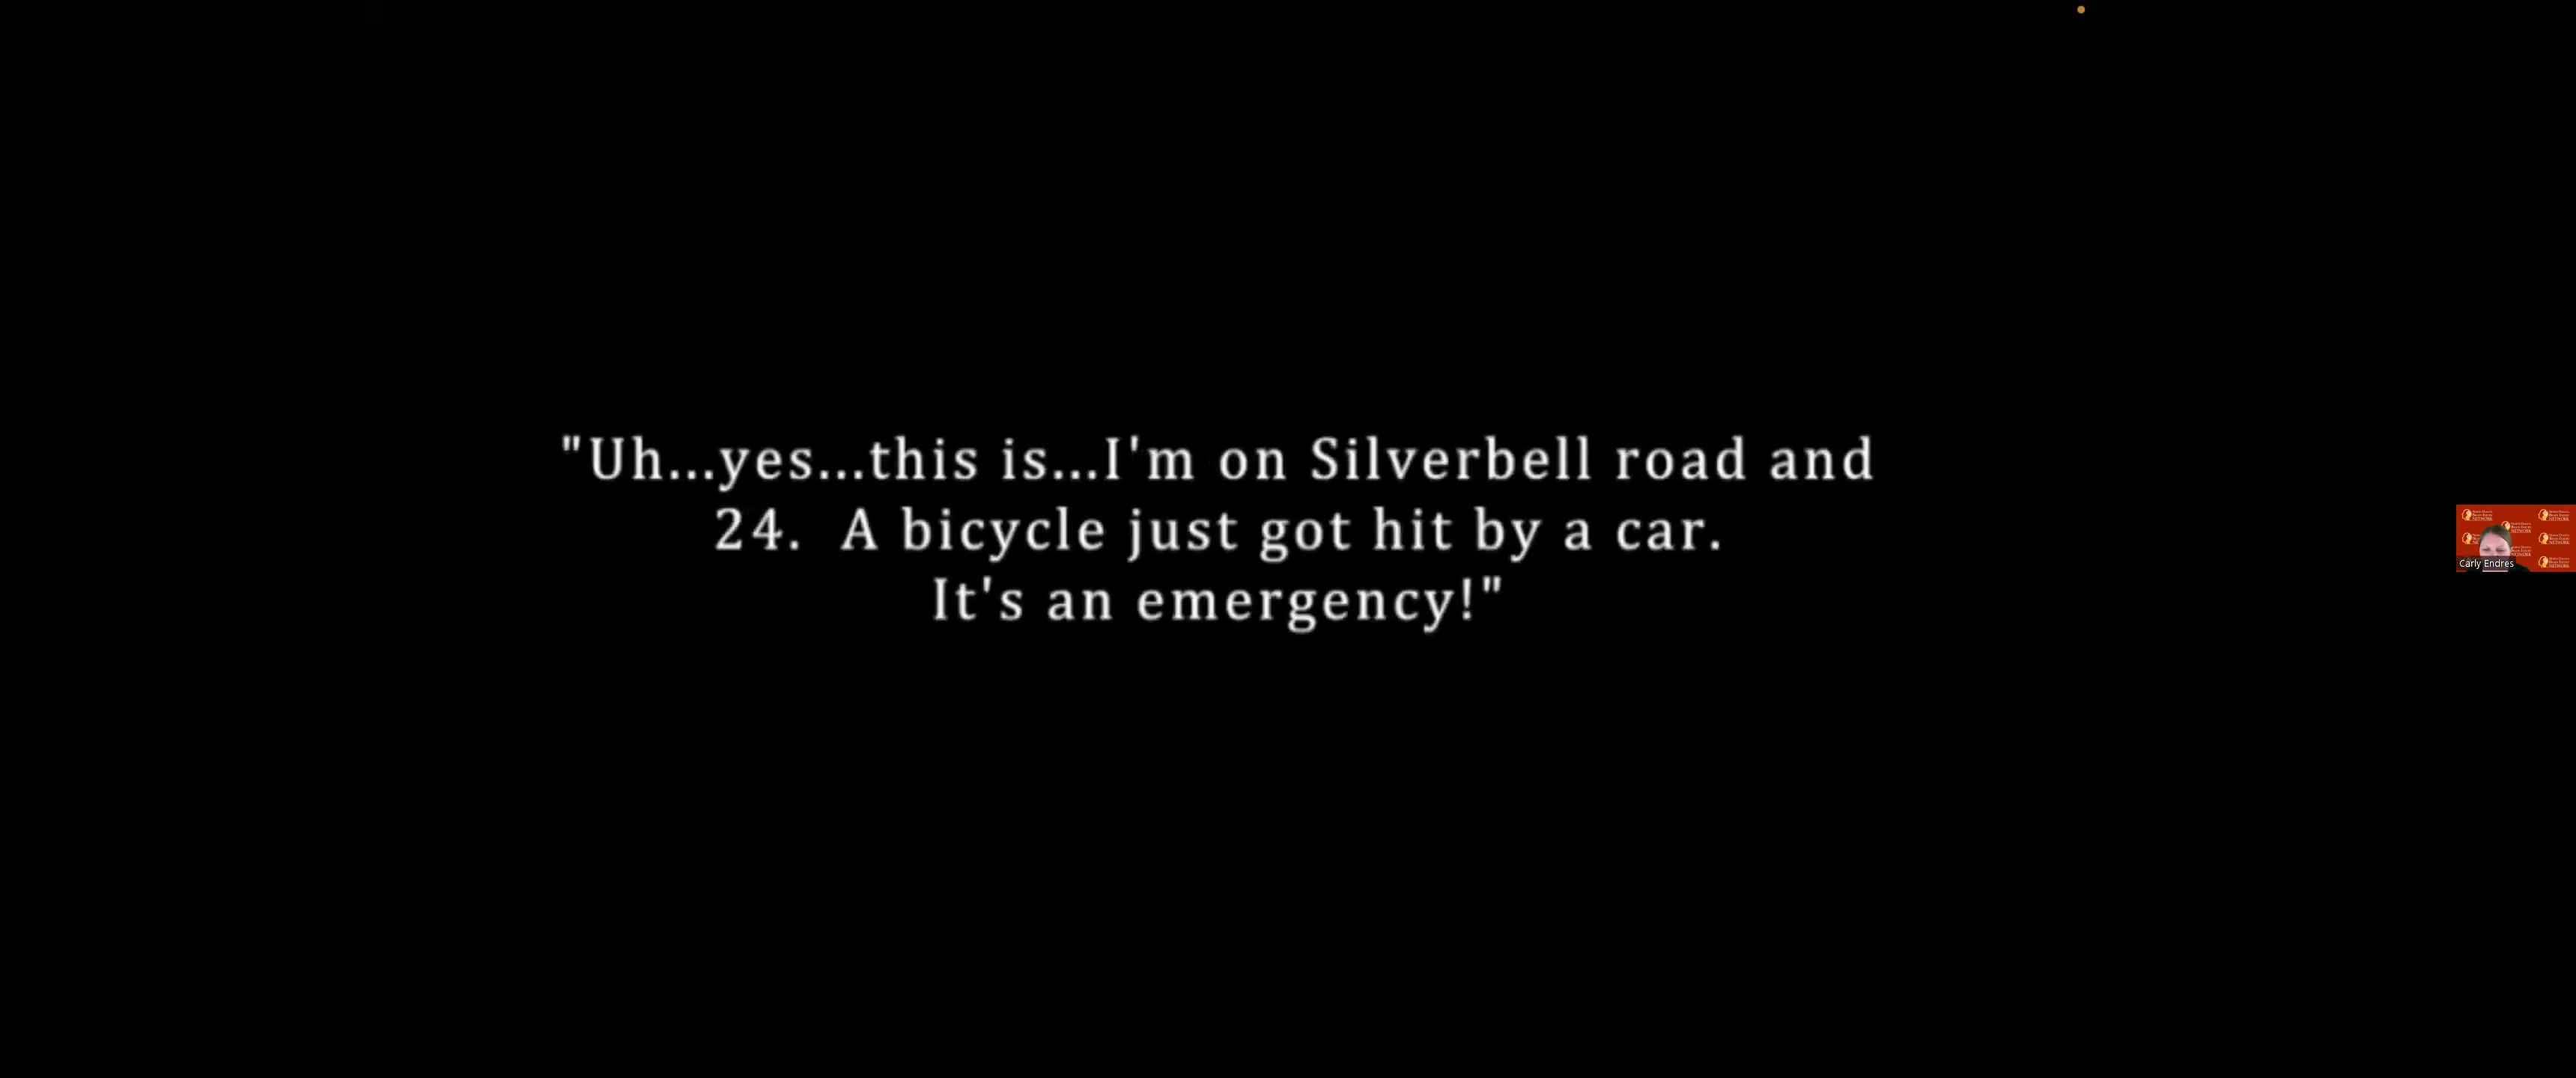 "Uh...yes...this is...I'm on Silverbell road and
24.  A bicycle just got hit by a car.
It's an emergency!"
Carly Endres